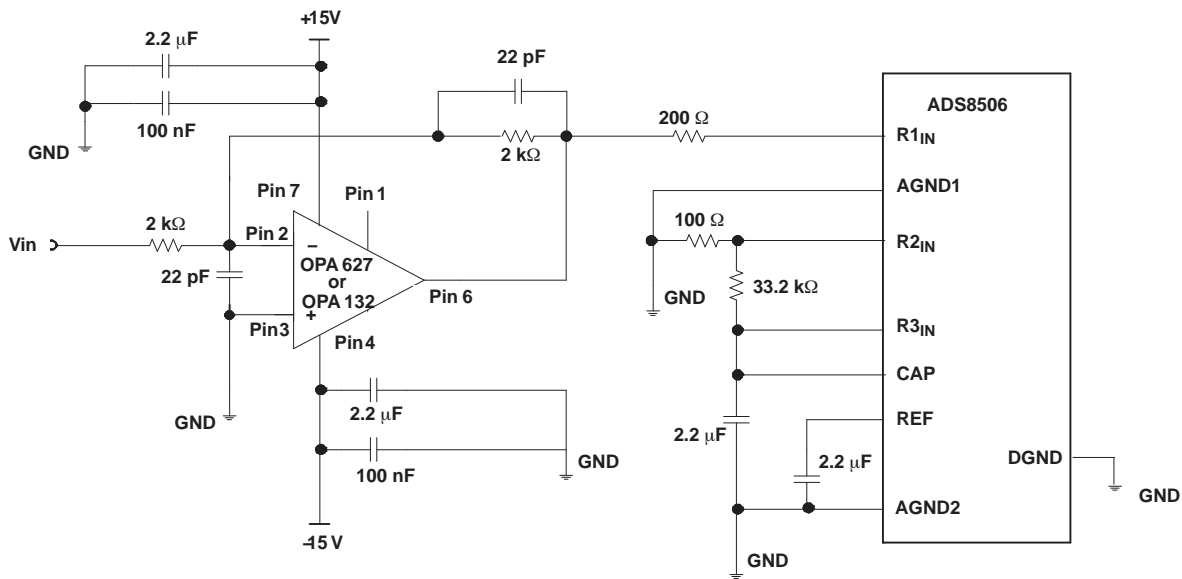 +15V
2.2 μF
22 pF
ADS8506
100 nF
200 Ω
R1IN
GND
2 kΩ
AGND1
Pin 7
Pin 1
2 kΩ
100 Ω
Vin
Pin 2
R2IN
−
OPA 627
22 pF
or
GND
33.2 kΩ
OPA 132
Pin 6
Pin3
+
R3IN
Pin4
CAP
GND
2.2 μF
REF
2.2 μF
100 nF
GND
2.2 μF
DGND
GND
AGND2
–15 V
GND